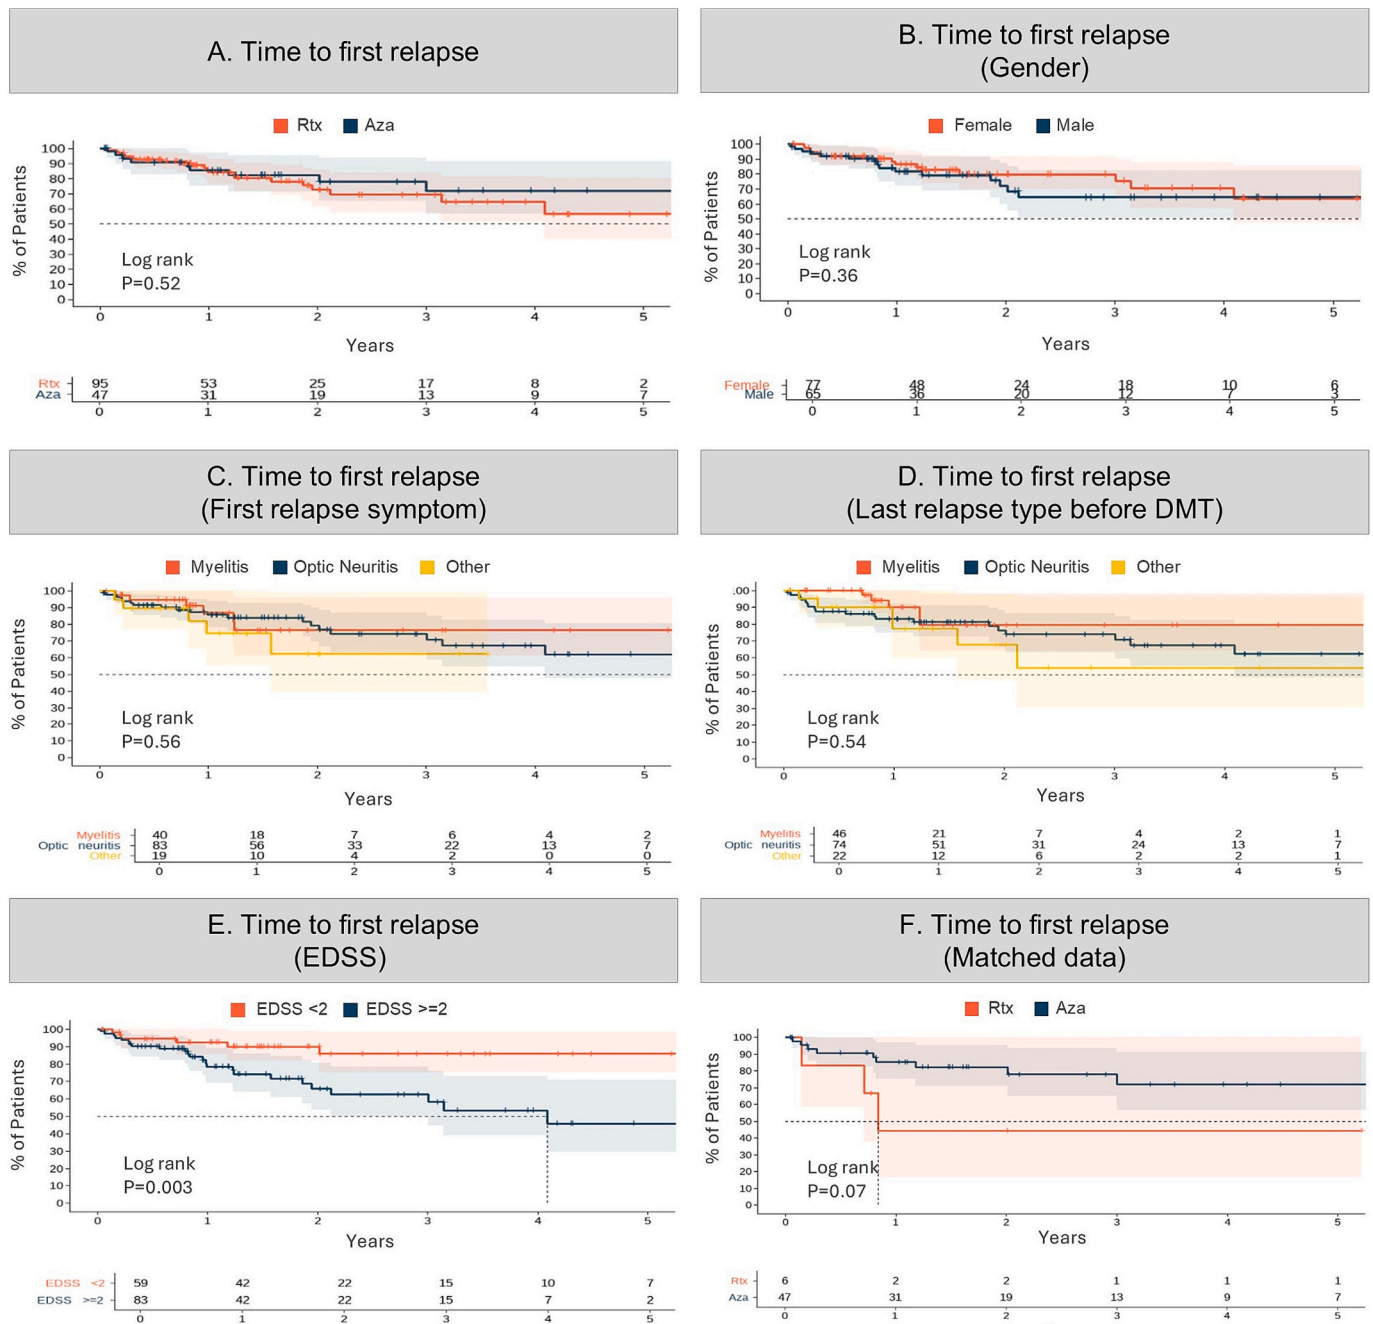 A. Time to first relapse
Rtx Aza
100
90
80
70
60
50
40
30
20
10
0
% of Patients
Log rank
P=0.52
0 1 2 3 4 5
Years
Rtx 95 53 25 17 8 2
Aza 47 31 19 13 9 7
0 1 2 3 4 5
B. Time to first relapse
(Gender)
Female Male
100
90
80
70
60
50
40
30
20
10
0
% of Patients
Log rank
P=0.36
0 1 2 3 4 5
Years
Female 77 48 24 18 10 6
Male 65 36 20 12 7 3
0 1 2 3 4 5
C. Time to first relapse
(First relapse symptom)
Myelitis Optic Neuritis Other
100
90
80
70
60
50
40
30
20
10
0
% of Patients
Log rank
P=0.56
0 1 2 3 4 5
Years
Myelitis 40 18 7 6 4 2
Optic neuritis 83 56 33 22 13 7
Other 19 10 4 2 0 0
0 1 2 3 4 5
D. Time to first relapse
(Last relapse type before DMT)
Myelitis Optic Neuritis Other
.00
90
80
70
60
50
40
30
20
10
0
% of Patients
Log rank
P=0.54
0 1 2 3 4 5
Years
Myelitis 46 21 7 4 2 1
Optic neuritis 74 51 31 24 13 7
Other 22 12 6 2 2 1
0 1 2 3 4 5
E. Time to first relapse
(EDSS)
EDSS <2 EDSS >=2
100
90
80
70
60
50
40
30
20
10
0
% of Patients
Log rank
P=0.003
0 1 2 3 4 5
Years
EDSS <2 59 42 22 15 10 7
EDSS >=2 83 42 22 15 7 2
0 1 2 3 4 5
F. Time to first relapse
(Matched data)
Rtx Aza
100
90
80
70
60
50
40
30
20
10
0
% of Patients
Log rank
P=0.07
0 1 2 3 4 5
Years
Rtx 6 2 2 1 1 1
Aza 47 31 19 13 9 7
0 1 2 3 4 5